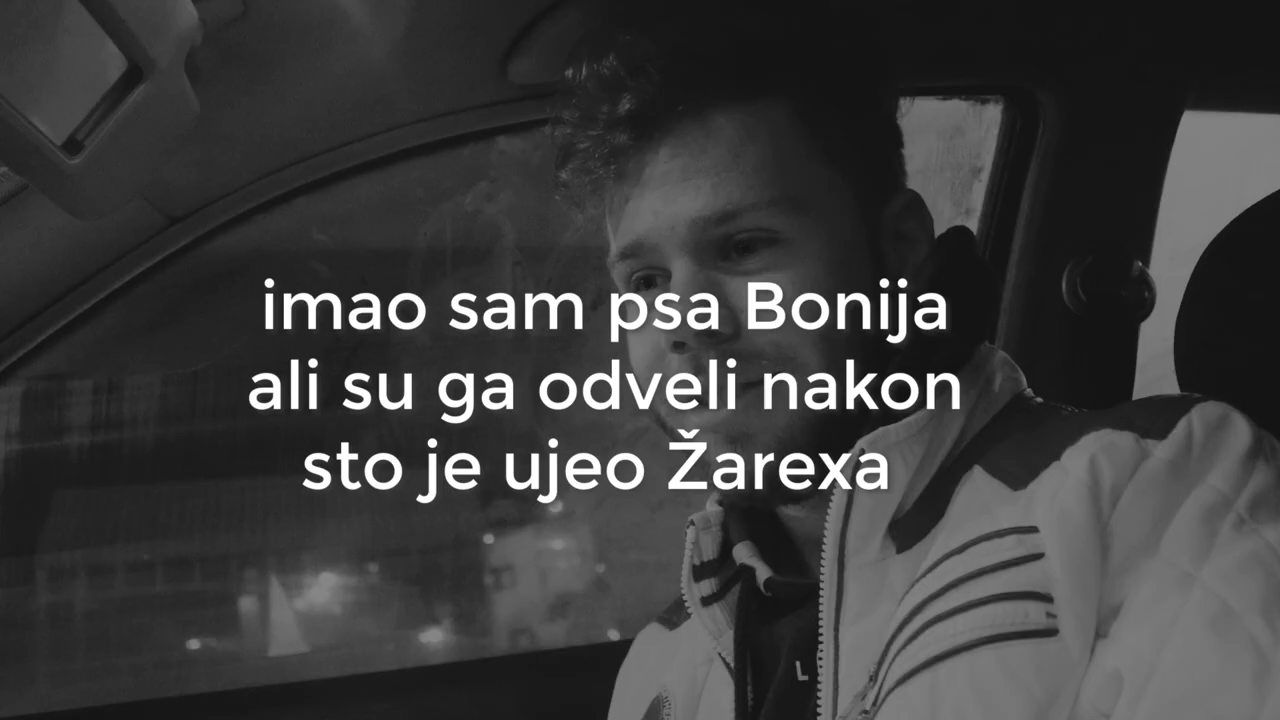 imao sam psa Bonija
ali su ga odveli nakon
sto je ujeo Žarexa
L